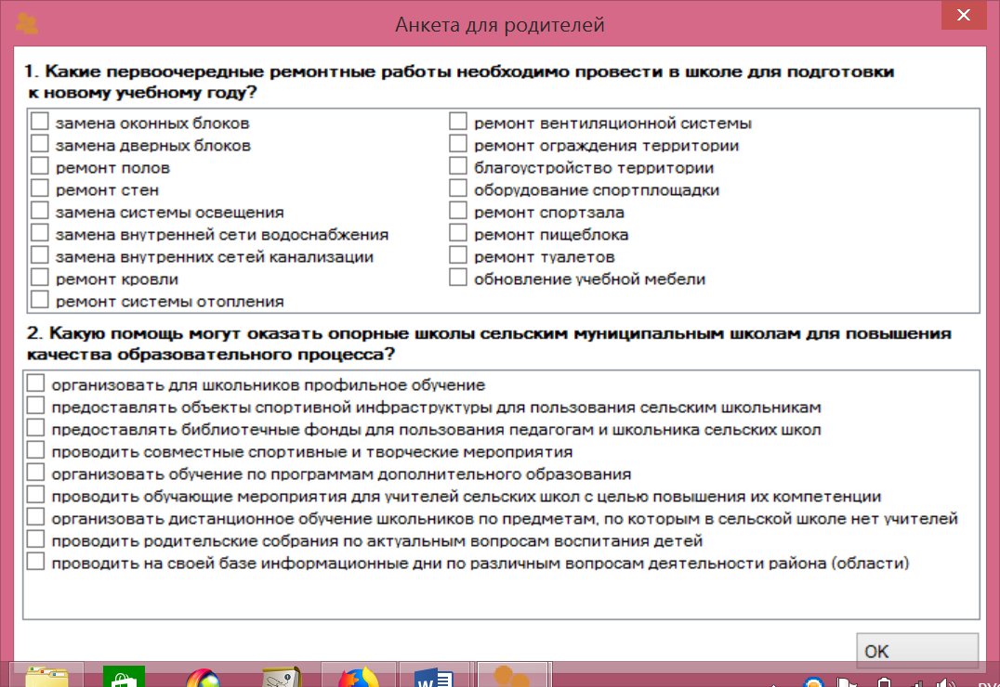 Анкета для родителей
1. Какие первоочередные ремонтные работы необходимо провести в школе для подготовки
к новому учебному году?
замена оконных блоков
замена дверных блоков
ремонт полов
ремонт стен
замена системы освещения
замена внутренней сети водоснабжения
замена внутренних сетей канализации
ремонт кровли
ремонт системы отопления
ремонт вентиляционной системы
ремонт ограждения территории
благоустройство территории
оборудование спортплощадки
ремонт спортзала
ремонт пищеблока
ремонт туалетов
обновление учебной мебели
2. Какую помощь могут оказать опорные школы сельским муниципальным школам для повышения
качества образовательного процесса?
организовать для школьников профильное обучение
предоставлять объекты спортивной инфраструктуры для пользования сельским школьникам
предоставлять библиотечные фонды для пользования педагогам и школьника сельских школ
проводить совместные спортивные и творческие мероприятия
организовать обучение по программам дополнительного образования
проводить обучающие мероприятия для учителей сельских школ с целью повышения их компетенции
организовать дистанционное обучение школьников по предметам, по которым в сельской школе нет учителей
проводить родительские собрания по актуальным вопросам воспитания детей
проводить на своей базе информационные дни по различным вопросам деятельности района (области)
OK